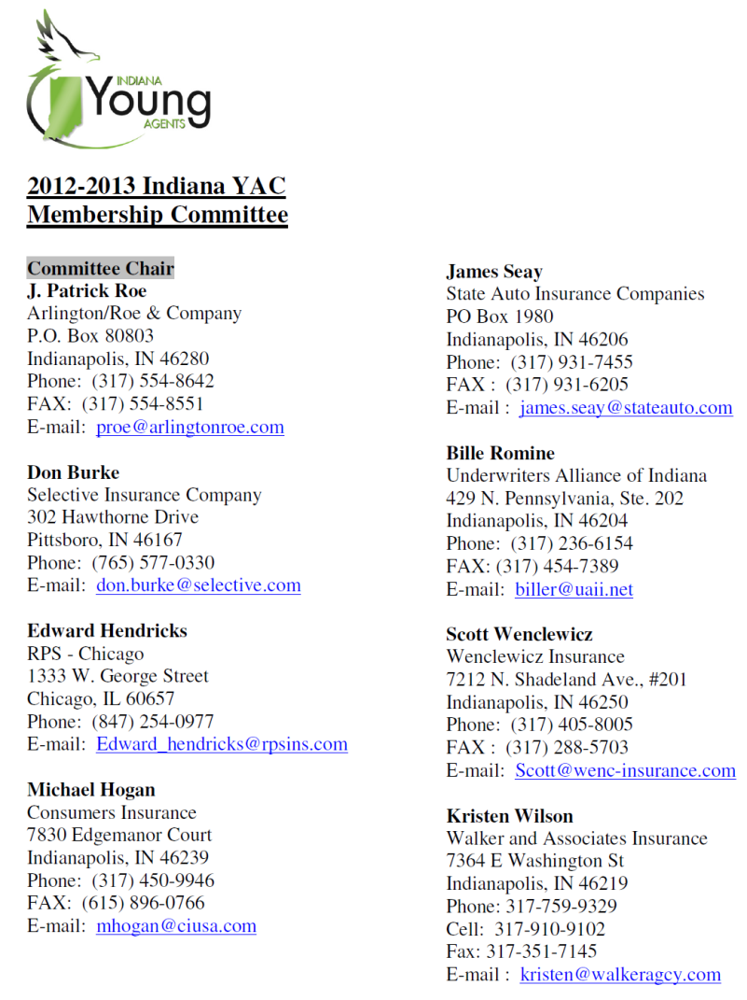 INDIANA
Young
AGENTS
2012-2013 Indiana YAC
Membership Committee
Committee Chair
J. Patrick Roe
Arlington/Roe & Company
P.O. Box 80803
Indianapolis, IN 46280
Phone: (317) 554-8642
FAX: (317) 554-8551
E-mail: proe@arlingtonroe.com
Don Burke
Selective Insurance Company
302 Hawthorne Drive
Pittsboro, IN 46167
Phone: (765) 577-0330
E-mail: don.burke@selective.com
Edward Hendricks
RPS - Chicago
1333 W. George Street
Chicago, IL 60657
Phone: (847) 254-0977
E-mail: Edward_hendricks@rpsins.com
Michael Hogan
Consumers Insurance
7830 Edgemanor Court
Indianapolis, IN 46239
Phone: (317) 450-9946
FAX: (615) 896-0766
E-mail: mhogan@ciusa.com
James Seay
State Auto Insurance Companies
PO Box 1980
Indianapolis, IN 46206
Phone: (317) 931-7455
FAX : (317) 931-6205
E-mail : james.seay@stateauto.com
Bille Romine
Underwriters Alliance of Indiana
429 N. Pennsylvania, Ste. 202
Indianapolis, IN 46204
Phone: (317) 236-6154
FAX: (317) 454-7389
E-mail: biller@uaii.net
Scott Wenclewicz
Wenclewicz Insurance
7212 N. Shadeland Ave., #201
Indianapolis, IN 46250
Phone: (317) 405-8005
FAX : (317) 288-5703
E-mail: Scott@wenc-insurance.com
Kristen Wilson
Walker and Associates Insurance
7364 E Washington St
Indianapolis, IN 46219
Phone: 317-759-9329
Cell: 317-910-9102
Fax: 317-351-7145
E-mail : kristen@walkeragcy.com